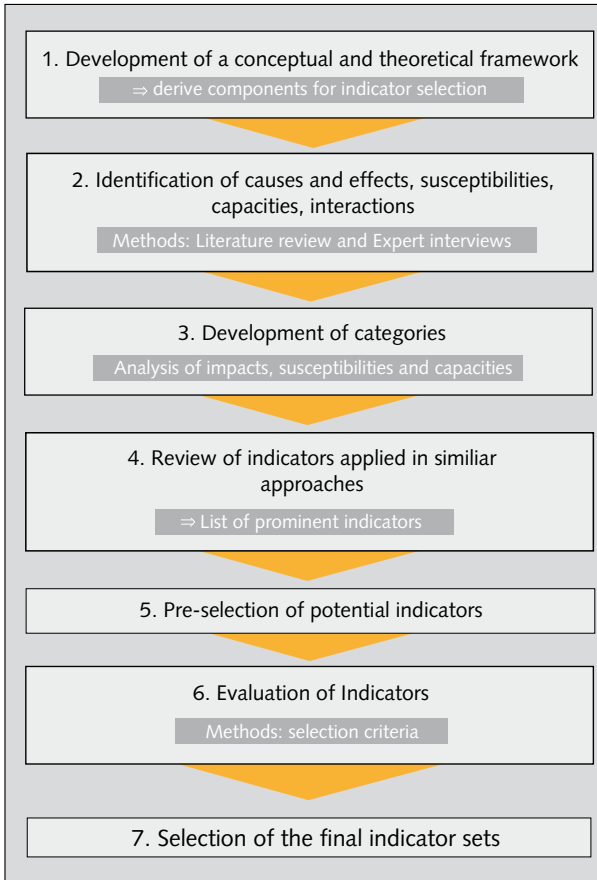 1. Development of a conceptual and theoretical framework
⇒ derive components for indicator selection
2. Identification of causes and effects, susceptibilities,
capacities, interactions
Methods: Literature review and Expert interviews
3. Development of categories
Analysis of impacts, susceptibilities and capacities
4. Review of indicators applied in similiar
approaches
⇒ List of prominent indicators
5. Pre-selection of potential indicators
6. Evaluation of Indicators
Methods: selection criteria
7. Selection of the final indicator sets